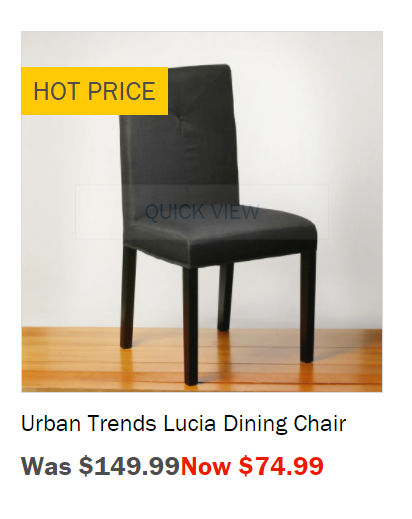 HOT PRICE
QUICK VIEW
Urban Trends Lucia Dining Chair
Was $149.99Now $74.99